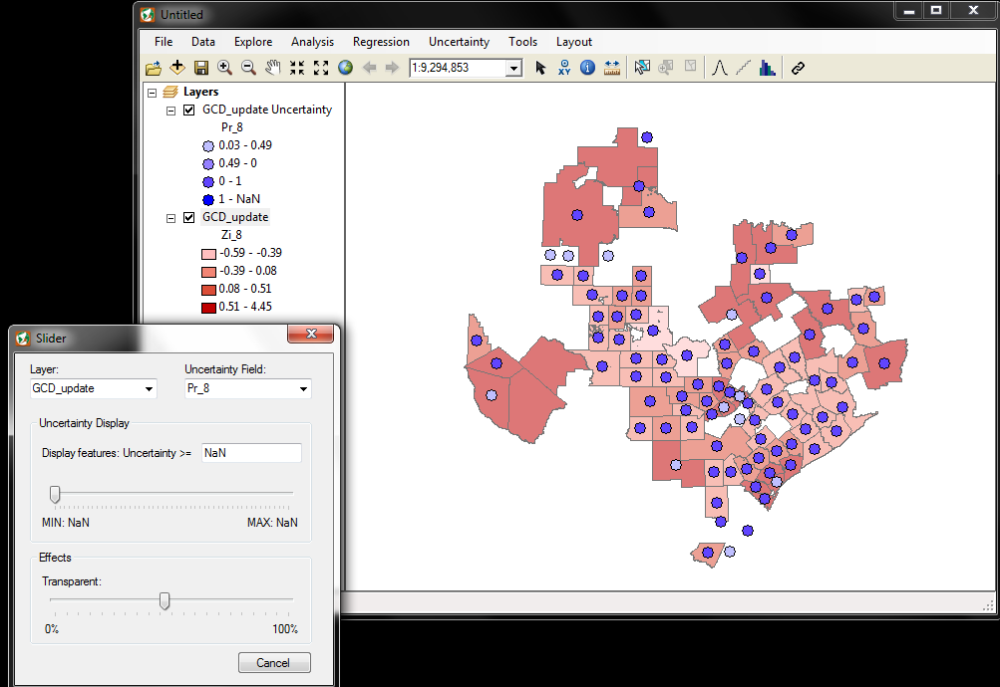 Untitled
File Data Explore Analysis Regression Uncertainty Tools Layout
1:9,294,853
XY
Layers
GCD_update Uncertainty
Pr_8
0.03 - 0.49
0.49 - 0
0 - 1
1 - NaN
GCD_update
Zi_8
-0.59 - -0.39
-0.39 - 0.08
0.08 - 0.51
0.51 - 4.45
Slider
Layer: Uncertainty Field:
GCD_update Pr_8
Uncertainty Display
Display features: Uncertainty >= NaN
MIN: NaN MAX: NaN
Effects
Transparent:
0% 100%
Cancel